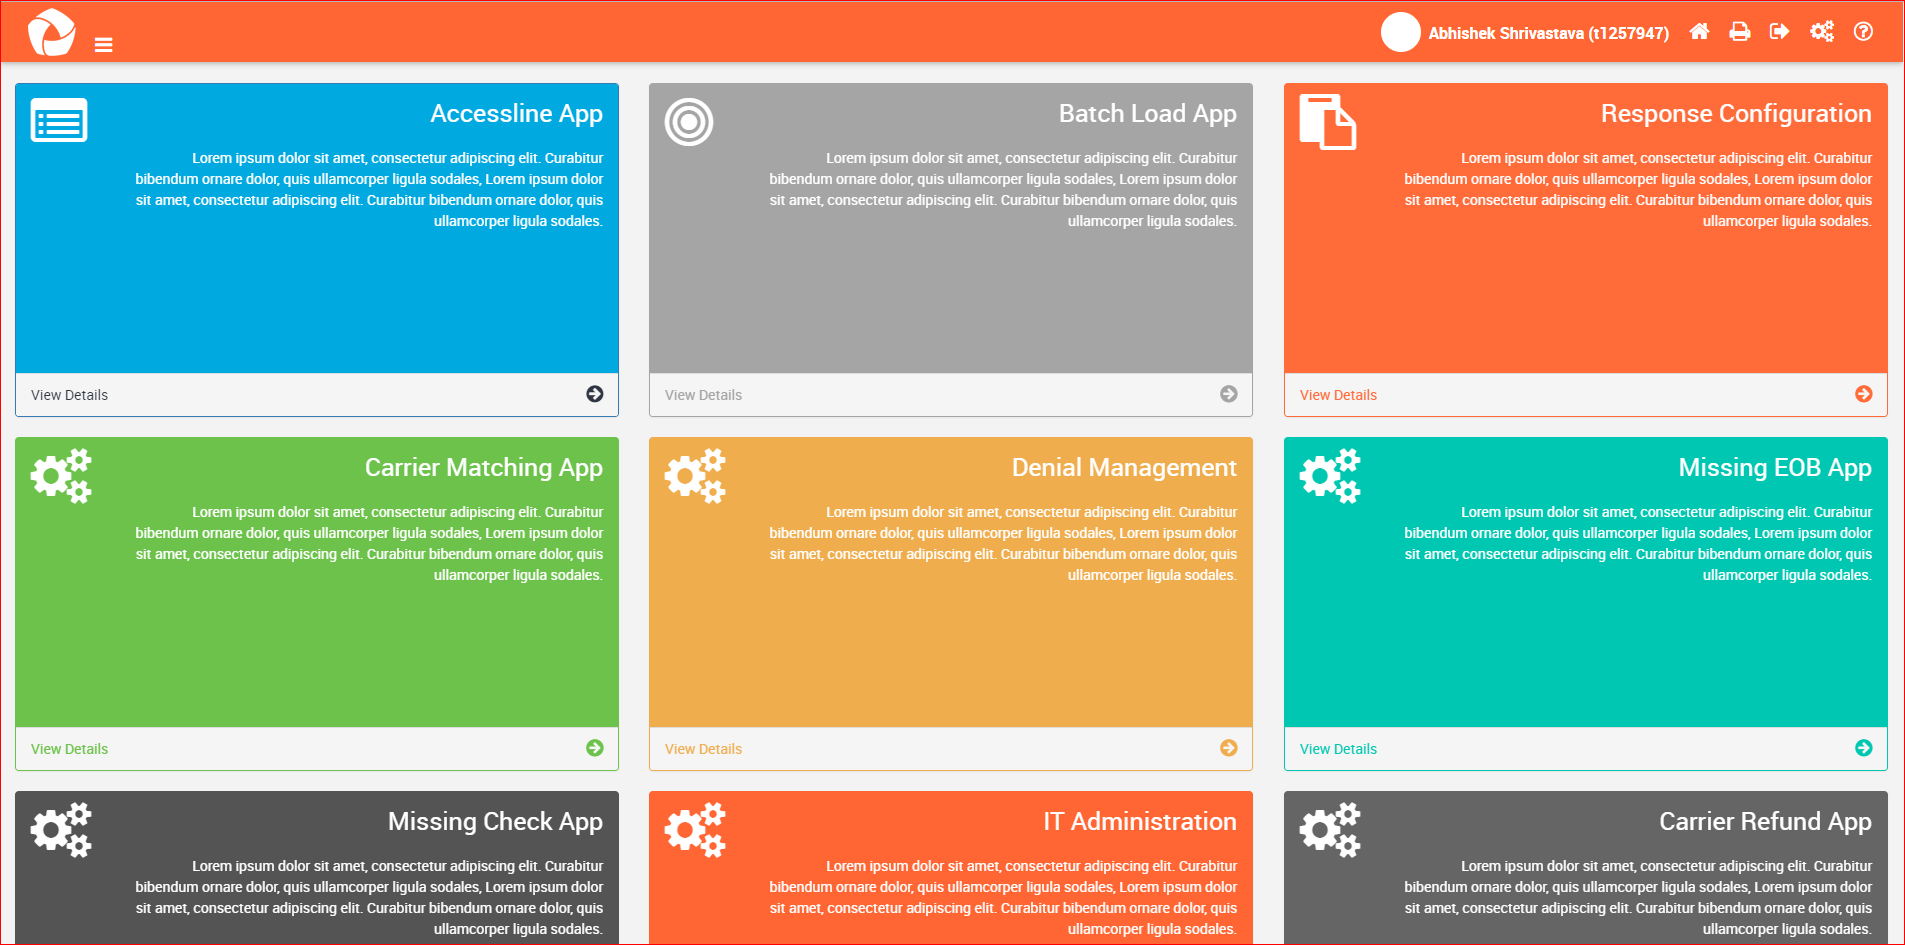 Abhishek Shrivastava (t1257947)
Accessline App
Lorem ipsum dolor sit amet, consectetur adipiscing elit. Curabitur
bibendum ornare dolor, quis ullamcorper ligula sodales, Lorem ipsum dolor
sit amet, consectetur adipiscing elit. Curabitur bibendum ornare dolor, quis
ullamcorper ligula sodales.
View Details
Batch Load App
Lorem ipsum dolor sit amet, consectetur adipiscing elit. Curabitur
bibendum ornare dolor, quis ullamcorper ligula sodales, Lorem ipsum dolor
sit amet, consectetur adipiscing elit. Curabitur bibendum ornare dolor, quis
ullamcorper ligula sodales.
View Details
Response Configuration
Lorem ipsum dolor sit amet, consectetur adipiscing elit. Curabitur
bibendum ornare dolor, quis ullamcorper ligula sodales, Lorem ipsum dolor
sit amet, consectetur adipiscing elit. Curabitur bibendum ornare dolor, quis
ullamcorper ligula sodales.
View Details
Carrier Matching App
Lorem ipsum dolor sit amet, consectetur adipiscing elit. Curabitur
bibendum ornare dolor, quis ullamcorper ligula sodales, Lorem ipsum dolor
sit amet, consectetur adipiscing elit. Curabitur bibendum ornare dolor, quis
ullamcorper ligula sodales.
View Details
Denial Management
Lorem ipsum dolor sit amet, consectetur adipiscing elit. Curabitur
bibendum ornare dolor, quis ullamcorper ligula sodales, Lorem ipsum dolor
sit amet, consectetur adipiscing elit. Curabitur bibendum ornare dolor, quis
ullamcorper ligula sodales.
View Details
Missing EOB App
Lorem ipsum dolor sit amet, consectetur adipiscing elit. Curabitur
bibendum ornare dolor, quis ullamcorper ligula sodales, Lorem ipsum dolor
sit amet, consectetur adipiscing elit. Curabitur bibendum ornare dolor, quis
ullamcorper ligula sodales.
View Details
Missing Check App
Lorem ipsum dolor sit amet, consectetur adipiscing elit. Curabitur
bibendum ornare dolor, quis ullamcorper ligula sodales, Lorem ipsum dolor
sit amet, consectetur adipiscing elit. Curabitur bibendum ornare dolor, quis
ullamcorper ligula sodales.
IT Administration
Lorem ipsum dolor sit amet, consectetur adipiscing elit. Curabitur
bibendum ornare dolor, quis ullamcorper ligula sodales, Lorem ipsum dolor
sit amet, consectetur adipiscing elit. Curabitur bibendum ornare dolor, quis
ullamcorper ligula sodales.
Carrier Refund App
Lorem ipsum dolor sit amet, consectetur adipiscing elit. Curabitur
bibendum ornare dolor, quis ullamcorper ligula sodales, Lorem ipsum dolor
sit amet, consectetur adipiscing elit. Curabitur bibendum ornare dolor, quis
ullamcorper ligula sodales.